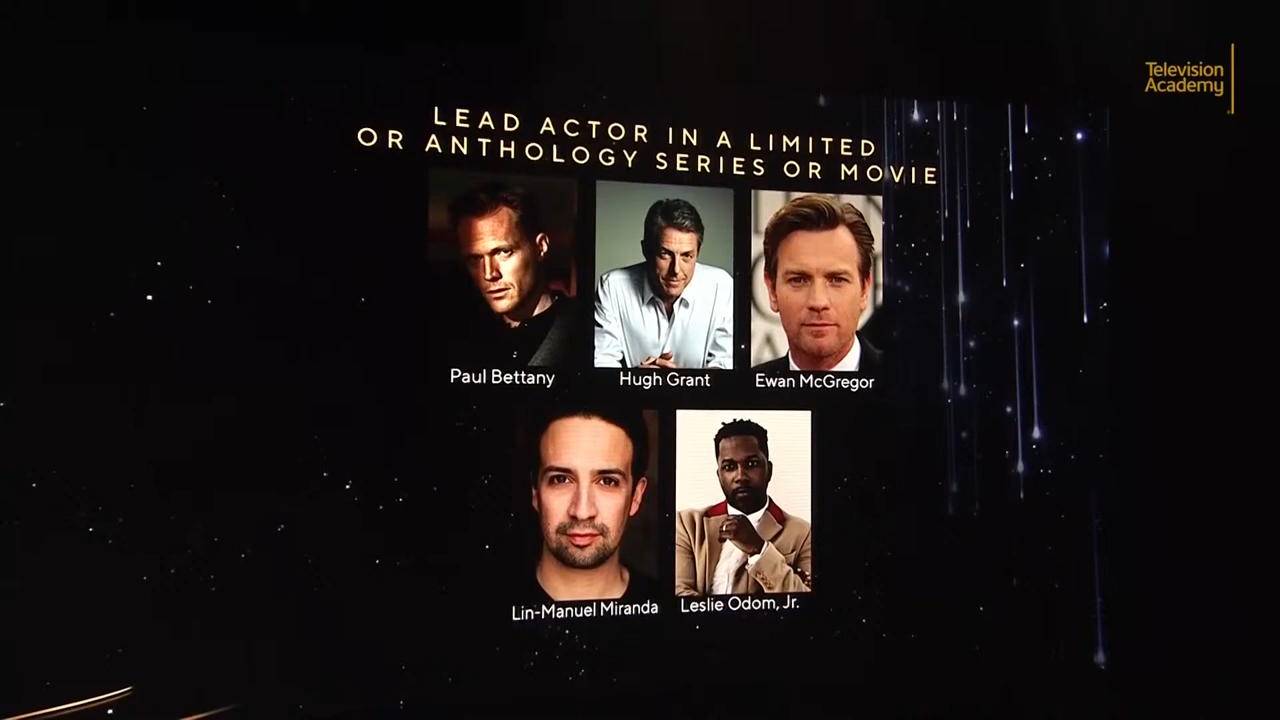 Television
Academy
LEAD ACTOR IN A LIMITED
OR ANTHOLOGY SERIES OR MOVIE
Paul Bettany
Hugh Grant
Ewan McGregor
Lin-Manuel Miranda
Leslie Odom, Jr.